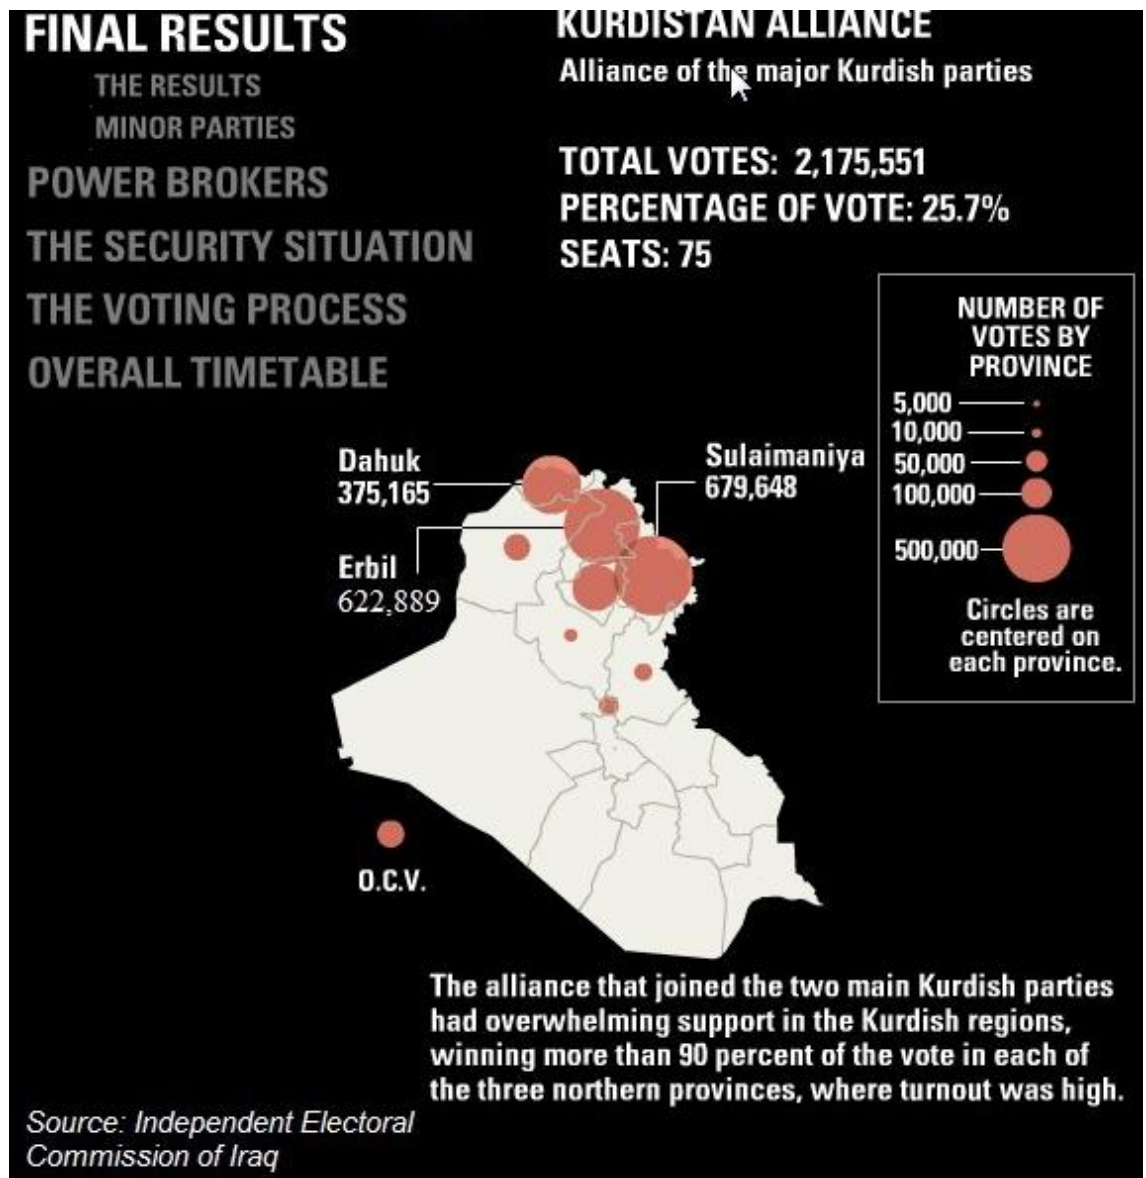 FINAL RESULTS
THE RESULTS
MINOR PARTIES
POWER BROKERS
THE SECURITY SITUATION
THE VOTING PROCESS
OVERALL TIMETABLE
KURDISTAN ALLIANCE
Alliance of the major Kurdish parties
TOTAL VOTES: 2,175,551
PERCENTAGE OF VOTE: 25.7%
SEATS: 75
NUMBER OF
VOTES BY
PROVINCE
5,000
10,000
50,000
100,000
500,000
Circles are
centered on
each province.
Dahuk
375,165
Sulaimaniya
679,648
Erbil
622,889
O.C.V.
The alliance that joined the two main Kurdish parties
had overwhelming support in the Kurdish regions,
winning more than 90 percent of the vote in each of
the three northern provinces, where turnout was high.
Source: Independent Electoral
Commission of Iraq